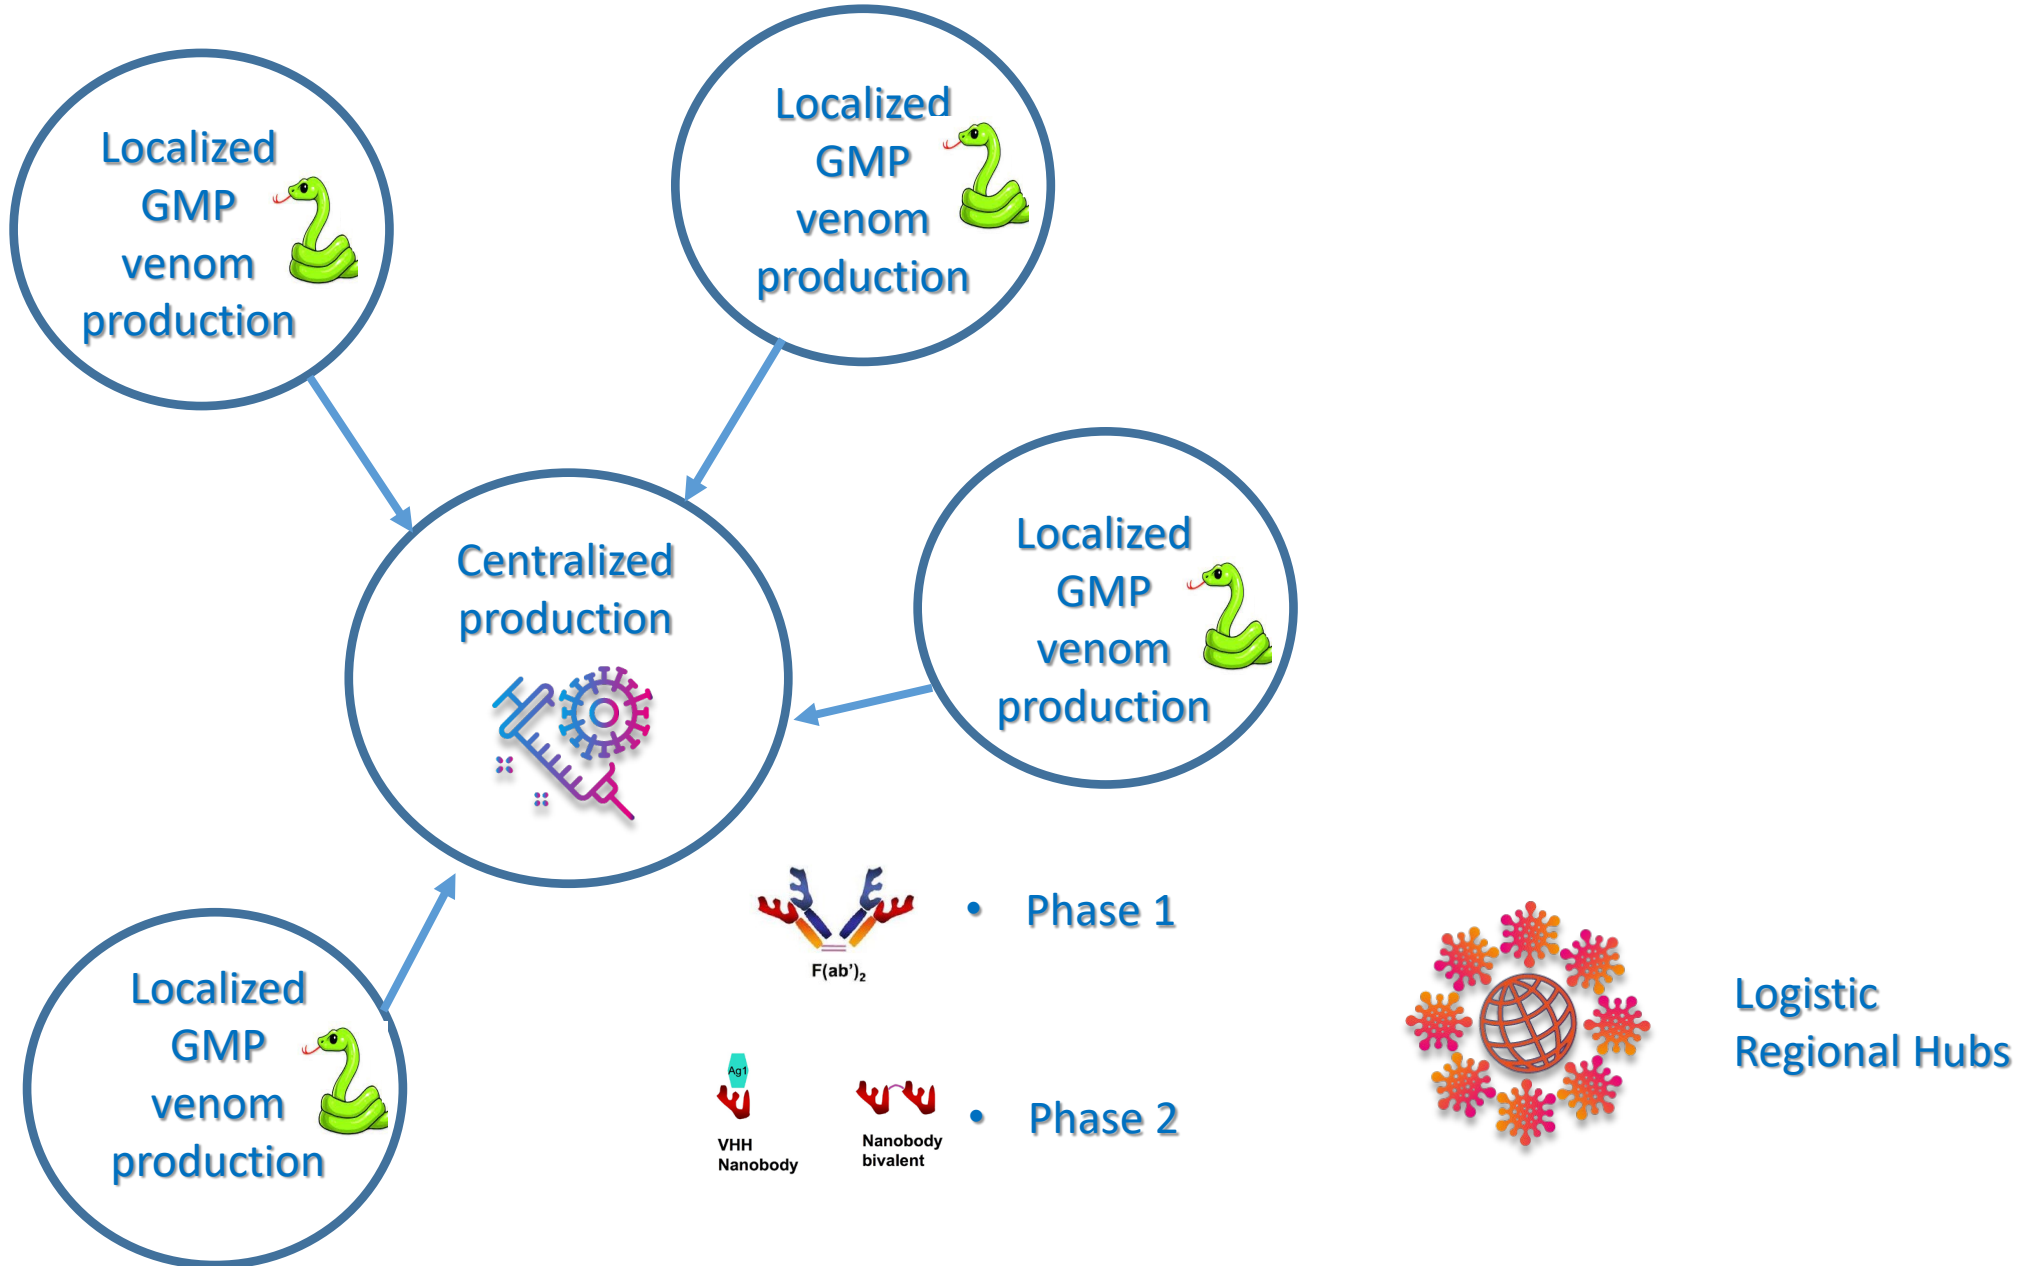 Localized
GMP
venom
production
Localized
GMP
venom
production
Localized
GMP
venom
production
Centralized
production
Localized
GMP
venom
production
F(ab’)₂
• Phase 1
Ag1
VHH
Nanobody
Nanobody
bivalent
• Phase 2
Logistic
Regional Hubs